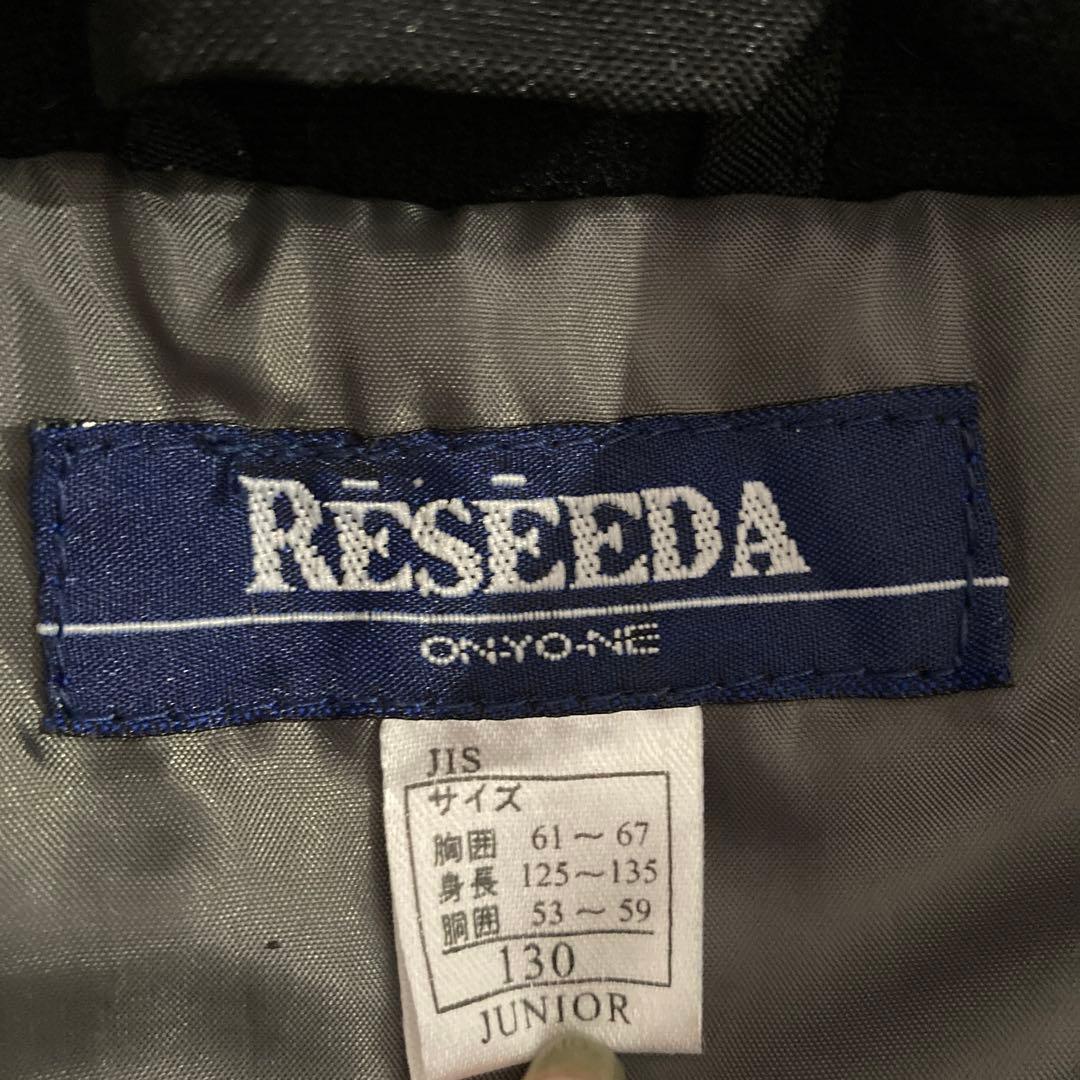 RĒSĒEDA
ON-YO-NE
JIS
サイズ
胸囲 61～67
身長 125～135
胴囲 53～59
130
JUNIOR